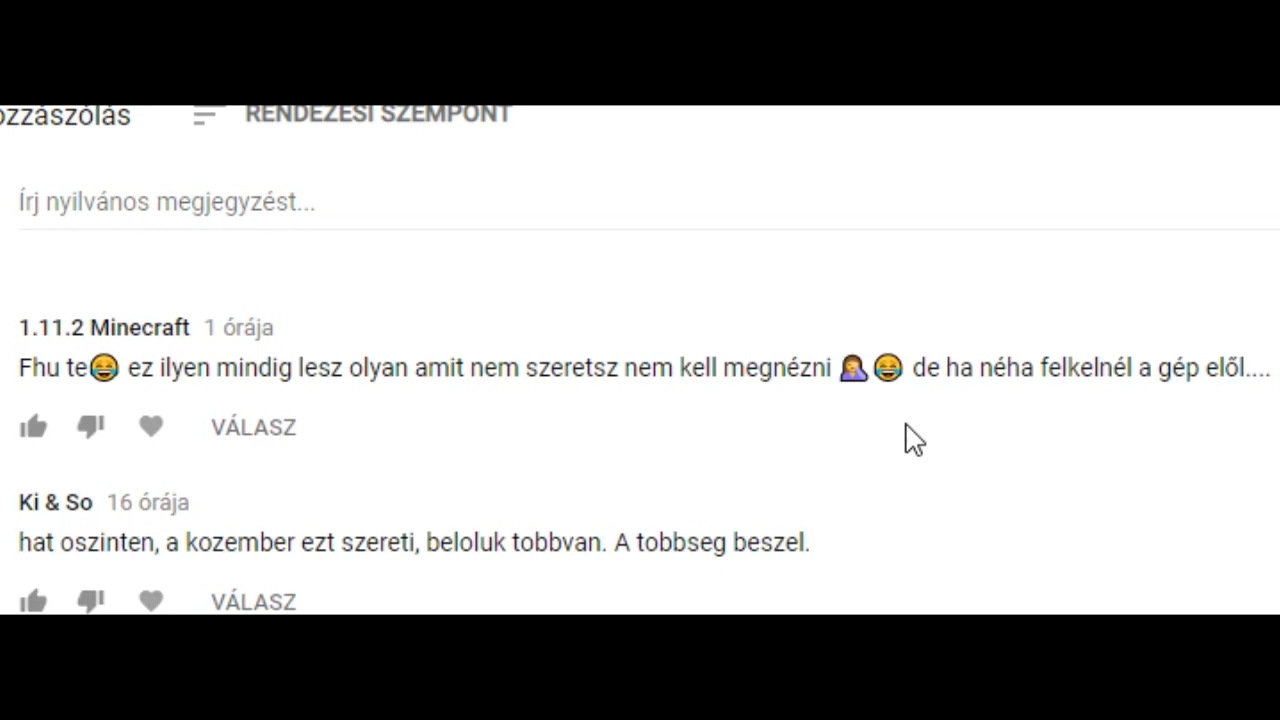 ozzászólás RENDEZÉSI SZEMPONT
Írj nyilvános megjegyzést...
1.11.2 Minecraft 1 órája
Fhu te😂 ez ilyen mindig lesz olyan amit nem szeretsz nem kell megnézni 🤦😂 de ha néha felkelnél a gép elől....
VÁLASZ
Ki & So 16 órája
hat oszinten, a kozember ezt szereti, beloluk tobbvan. A tobbseg beszel.
VÁLASZ